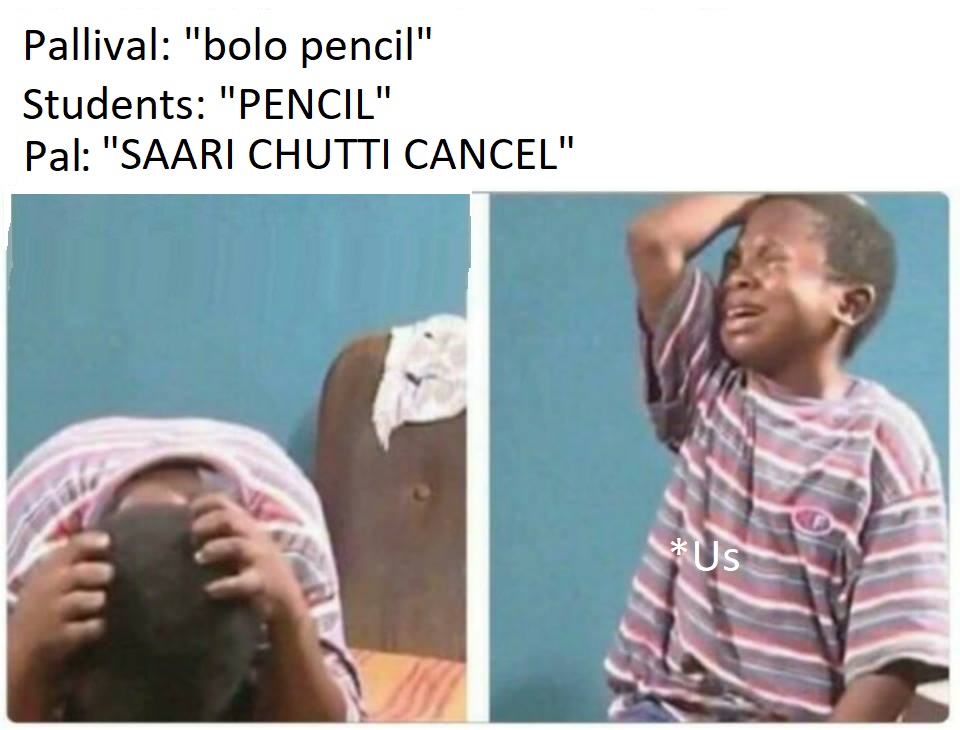 Pallival: "bolo pencil"
Students: "PENCIL"
Pal: "SAARI CHUTTI CANCEL"
*Us